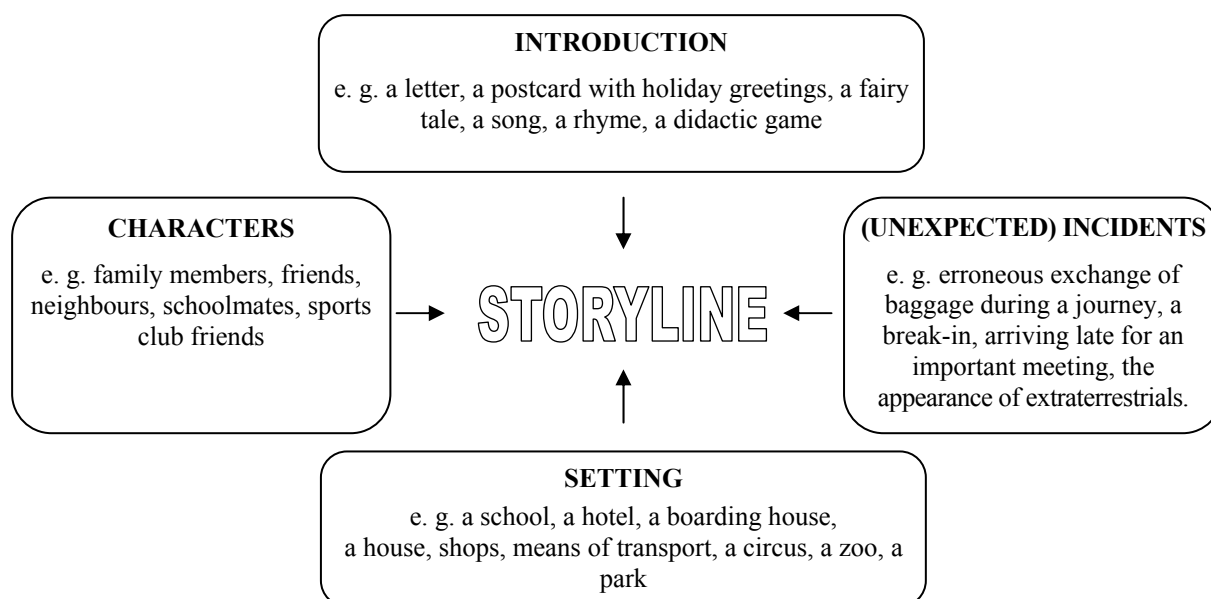 INTRODUCTION
e. g. a letter, a postcard with holiday greetings, a fairy
tale, a song, a rhyme, a didactic game
CHARACTERS
e. g. family members, friends,
neighbours, schoolmates, sports
club friends
STORYLINE
(UNEXPECTED) INCIDENTS
e. g. erroneous exchange of
baggage during a journey, a
break-in, arriving late for an
important meeting, the
appearance of extraterrestrials.
SETTING
e. g. a school, a hotel, a boarding house,
a house, shops, means of transport, a circus, a zoo, a
park